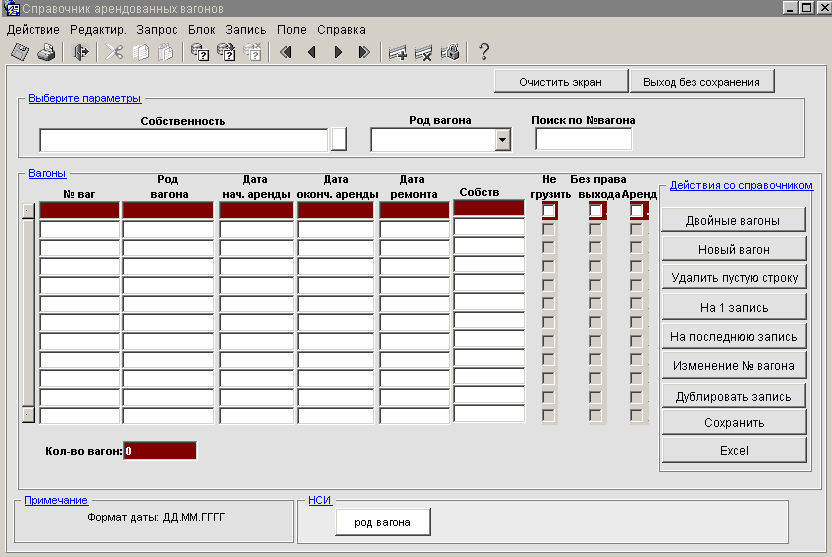 Справочник арендованных вагонов
Действие Редактир. Запрос Блок Запись Поле Справка
Очистить экран Выход без сохранения
Выберите параметры
Собственность Род вагона Поиск по №вагона
Вагоны
№ ваг Род вагона Дата нач. аренды Дата оконч. аренды Дата ремонта Собств Не грузить Без права выхода Аренд
Действия со справочником
Двойные вагоны
Новый вагон
Удалить пустую строку
На 1 запись
На последнюю запись
Изменение № вагона
Дублировать запись
Сохранить
Excel
Кол-во вагон: 0
Примечание
Формат даты: ДД.ММ.ГГГГ
НСИ
род вагона